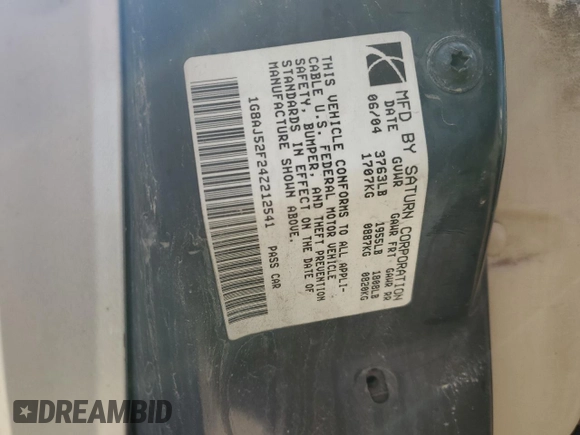 MFD BY SATURN CORPORATION
DATE GVWR GAWR FRT GAWR RR
06/04 3763LB 1955LB 1808LB
1707KG 0887KG 0820KG
THIS VEHICLE CONFORMS TO ALL APPLI-
CABLE U.S. FEDERAL MOTOR VEHICLE
SAFETY, BUMPER, AND THEFT PREVENTION
STANDARDS IN EFFECT ON THE DATE OF
MANUFACTURE SHOWN ABOVE.
1G8AJ52F24Z212541 PASS CAR
DREAMBID